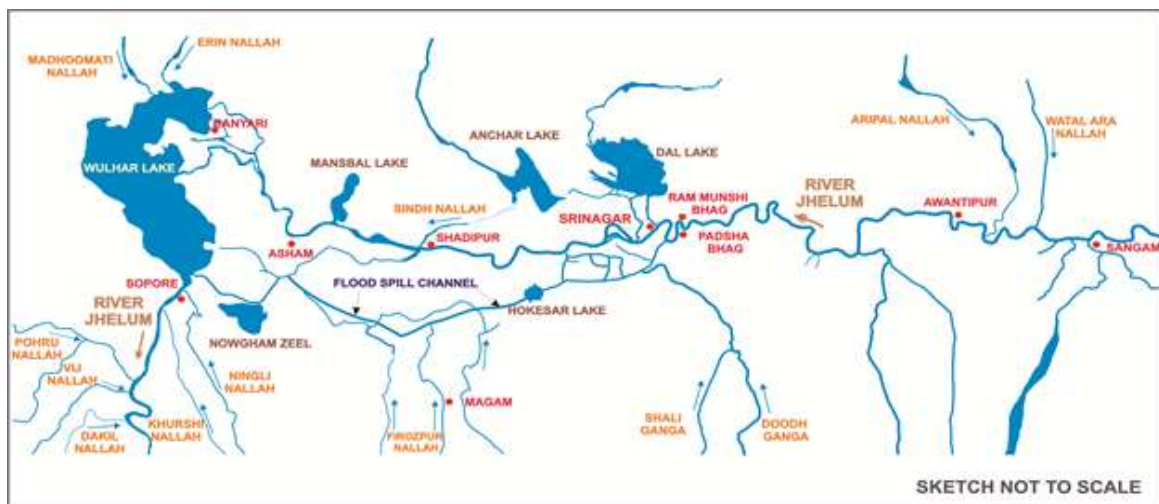 ERIN NALLAH
MADHOOMATI
NALLAH
BANYARI
WULHAR LAKE
MANSBAL LAKE
ANCHAR LAKE
DAL LAKE
ARIPAL NALLAH
WATAL ARA
NALLAH
SINDH NALLAH
SRINAGAR
RAM MUNSHI
BHAG
PADSHA
BHAG
RIVER
JHELUM
AWANTIPUR
SANGAM
ASHAM
SHADIPUR
SOPORE
FLOOD SPILL CHANNEL
HOKESAR LAKE
RIVER
JHELUM
NOWGHAM ZEEL
POHRU
NALLAH
VIJ
NALLAH
NINGLI
NALLAH
DAKIL
NALLAH
KHURSHI
NALLAH
FIROZPUR
NALLAH
MAGAM
SHALI
GANGA
DOODH
GANGA
SKETCH NOT TO SCALE